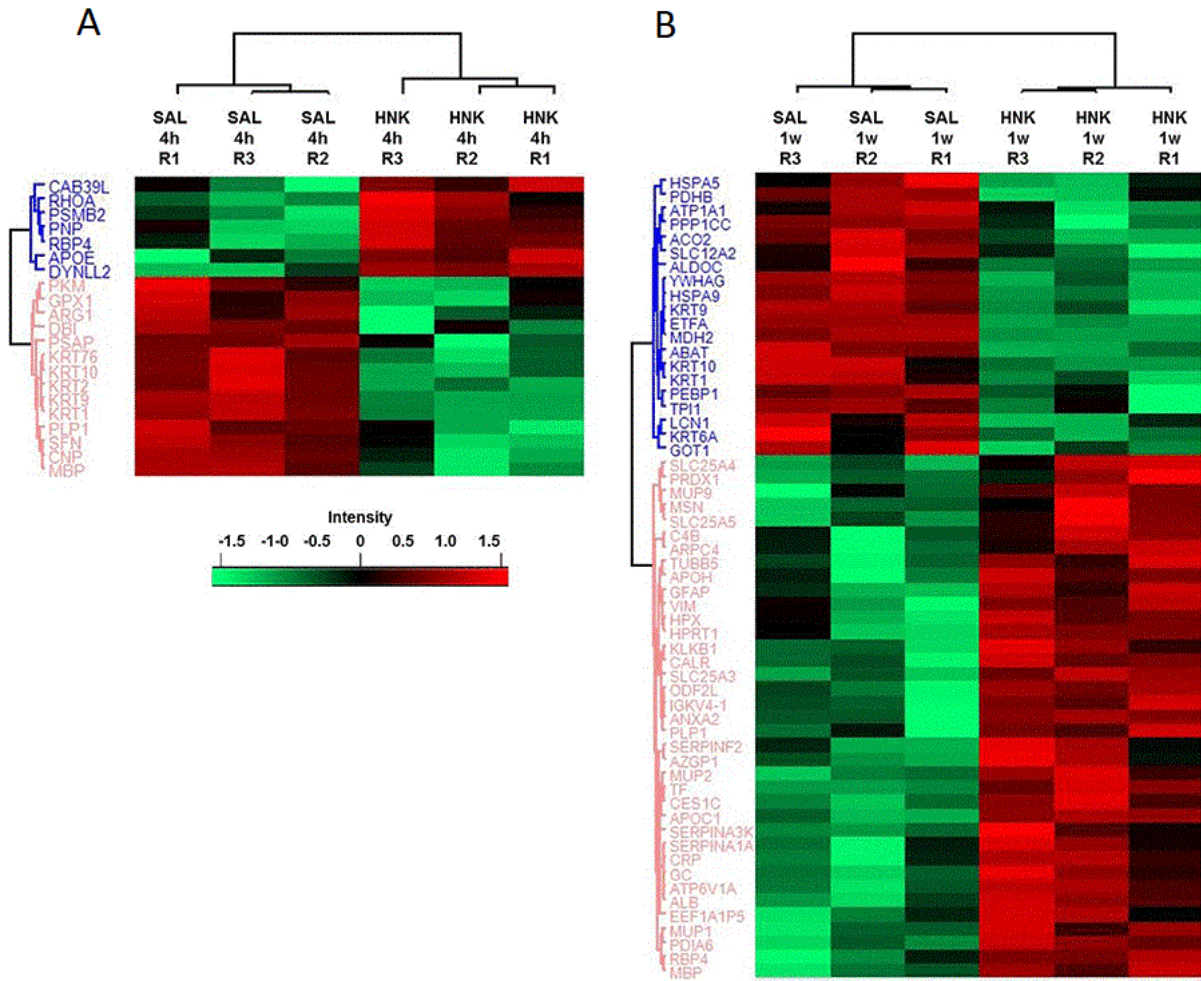 A
SAL SAL SAL HNK HNK HNK
4h 4h 4h 4h 4h 4h
R1 R3 R2 R3 R2 R1
CAB39L
RHOA
PSMB2
PNP
RBP4
APOE
DYNLL2
PKM
GPX1
ARG1
DBI
PSAP
KRT76
KRT10
KRT2
KRT9
KRT1
PLP1
SFN
CNP
MBP
Intensity
-1.5 -1-0 -0.5 0 0.5 1.0 1.5
B
SAL SAL SAL HNK HNK HNK
1w 1w 1w 1w 1w 1w
R3 R2 R1 R3 R2 R1
HSPA5
PDHB
ATP1A1
PPP1CC
ACO2
SLC12A2
ALDOC
YWHAG
HSPA9
KRT9
ETFA
MDH2
ABAT
KRT10
KRT1
PEBP1
TPI1
LCN1
KRT6A
GOT1
SLC25A4
PRDX1
MUP9
MSN
SLC25A5
C4B
ARPC4
TUBB5
APOH
GFAP
VIM
HPX
HPRT1
KLKB1
CALR
SLC25A3
ODF2L
IGKV4-1
ANXA2
PLP1
SERPINF2
AZGP1
MUP2
TF
CES1C
APOC1
SERPINA3K
SERPINA1A
CRP
GC
ATP6V1A
ALB
EEF1A1P5
MUP1
PDIA6
RBP4
MBP